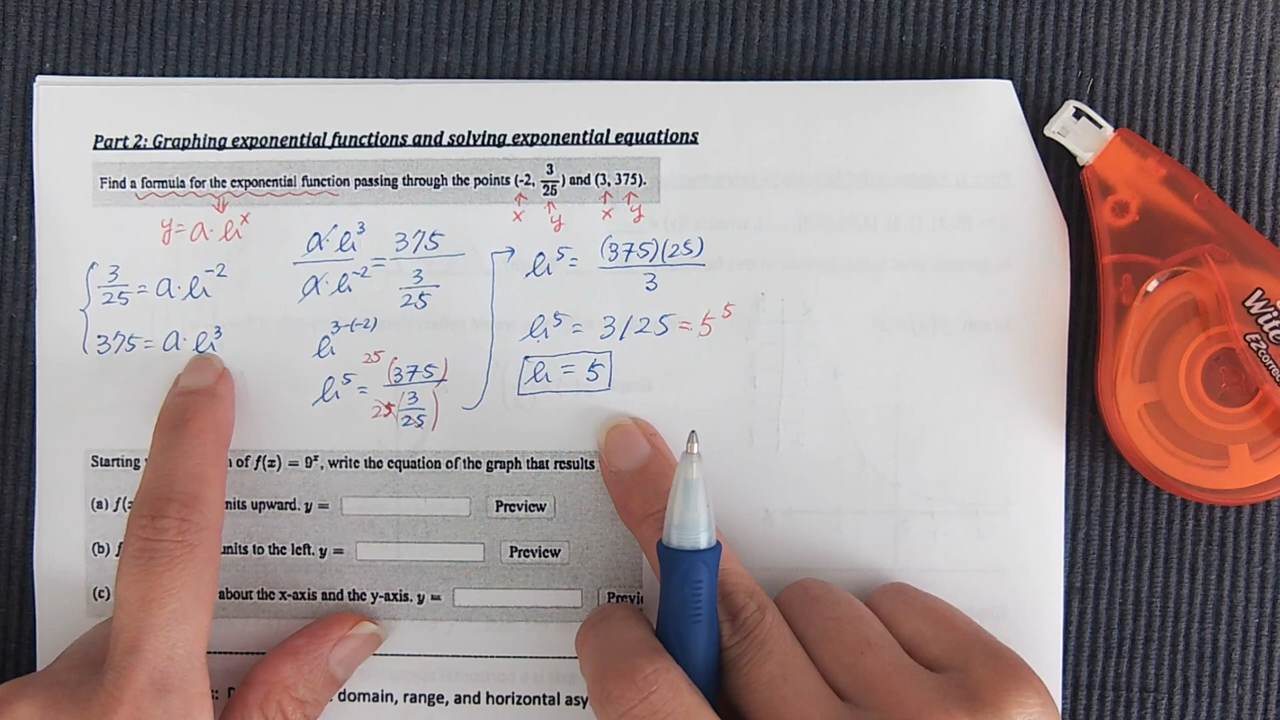 Part 2: Graphing exponential functions and solving exponential equations
Find a formula for the exponential function passing through the points (-2, 3/25) and (3, 375).
x y x y
y = a·b^x
3/25 = a·b^-2
375 = a·b^3
a·b^3 / a·b^-2 = 375 / (3/25)
b^3-(-2)
b^5 = 25 (375) / 25 (3/25)
b^5 = (375)(25) / 3
b^5 = 3125 = 5^5
b = 5
Starting of f(x) = 9^x, write the equation of the graph that results
(a) f( units upward. y = Preview
(b) units to the left. y = Preview
(c) about the x-axis and the y-axis. y =
domain, range, and horizontal
Wite
EZ